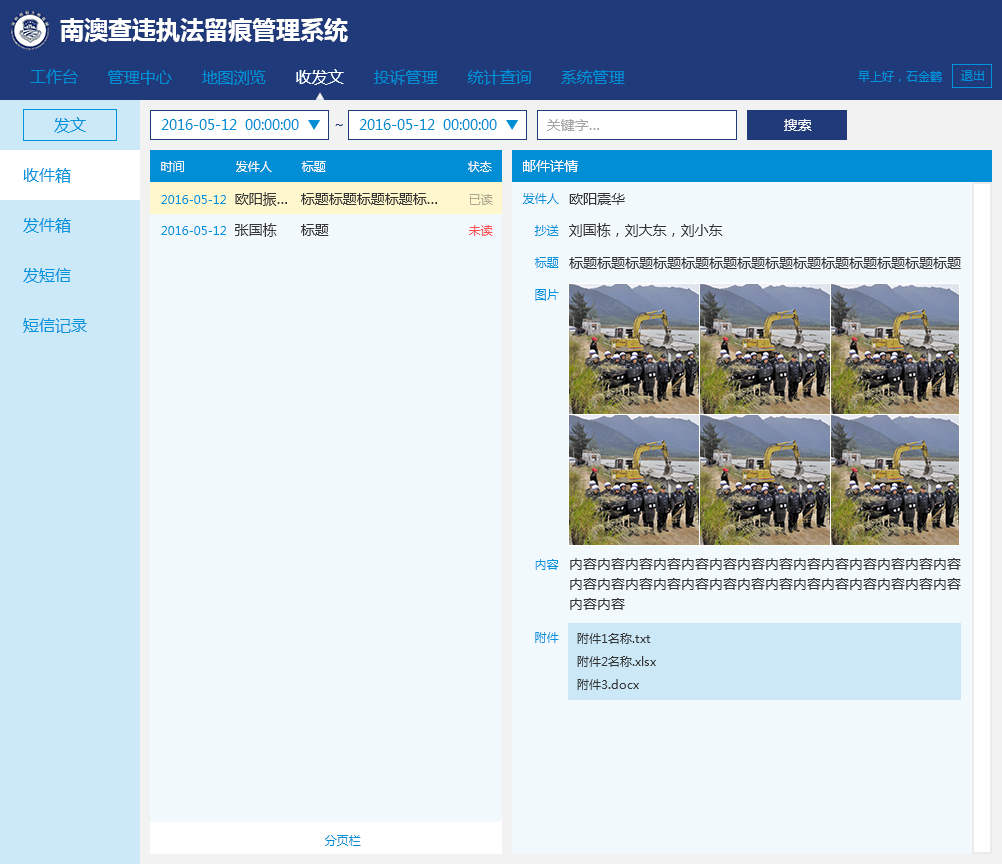 南澳查违执法留痕管理系统
工作台 管理中心 地图浏览 收发文 投诉管理 统计查询 系统管理 早上好，石金鹤 退出
发文
收件箱
发件箱
发短信
短信记录
2016-05-12 00:00:00 ▼ ~ 2016-05-12 00:00:00 ▼ 关键字... 搜索
时间 发件人 标题 状态
2016-05-12 欧阳振... 标题标题标题标题标... 已读
2016-05-12 张国栋 标题 未读
分页栏
邮件详情
发件人 欧阳震华
抄送 刘国栋，刘大东，刘小东
标题 标题标题标题标题标题标题标题标题标题标题标题标题标题标题
图片
内容 内容内容内容内容内容内容内容内容内容内容内容内容内容内容
内容内容内容内容内容内容内容内容内容内容内容内容内容内容
内容内容
附件 附件1名称.txt
附件2名称.xlsx
附件3.docx